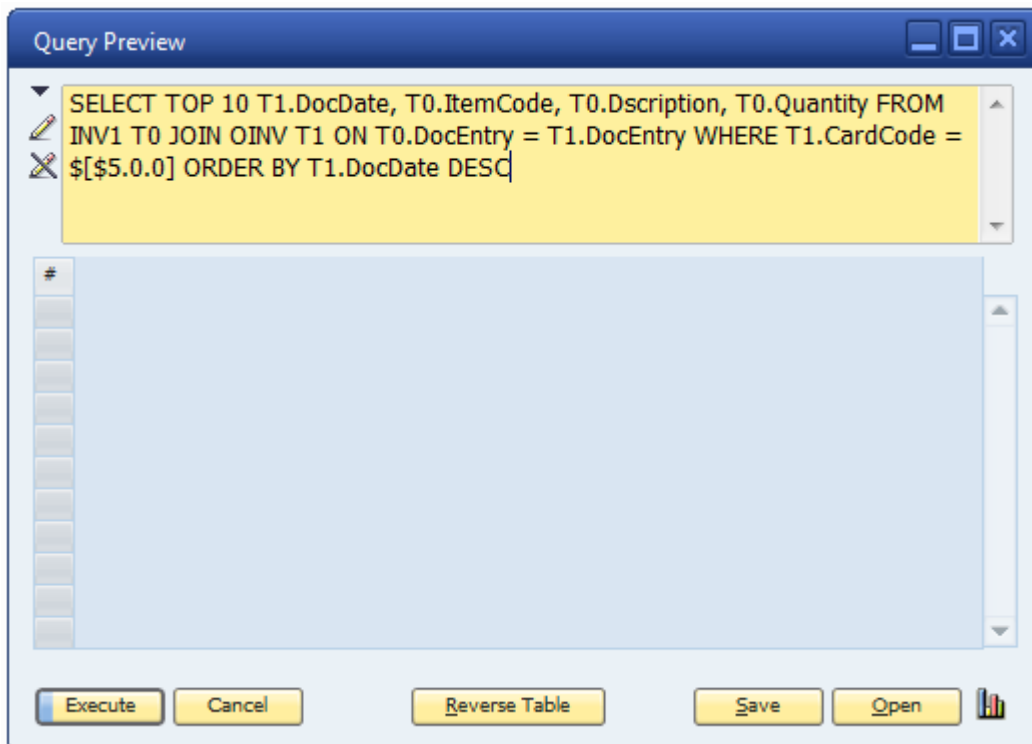 Query Preview
SELECT TOP 10 T1.DocDate, T0.ItemCode, T0.Dscription, T0.Quantity FROM
INV1 T0 JOIN OINV T1 ON T0.DocEntry = T1.DocEntry WHERE T1.CardCode =
$[$5.0.0] ORDER BY T1.DocDate DESC
#
Execute Cancel Reverse Table Save Open